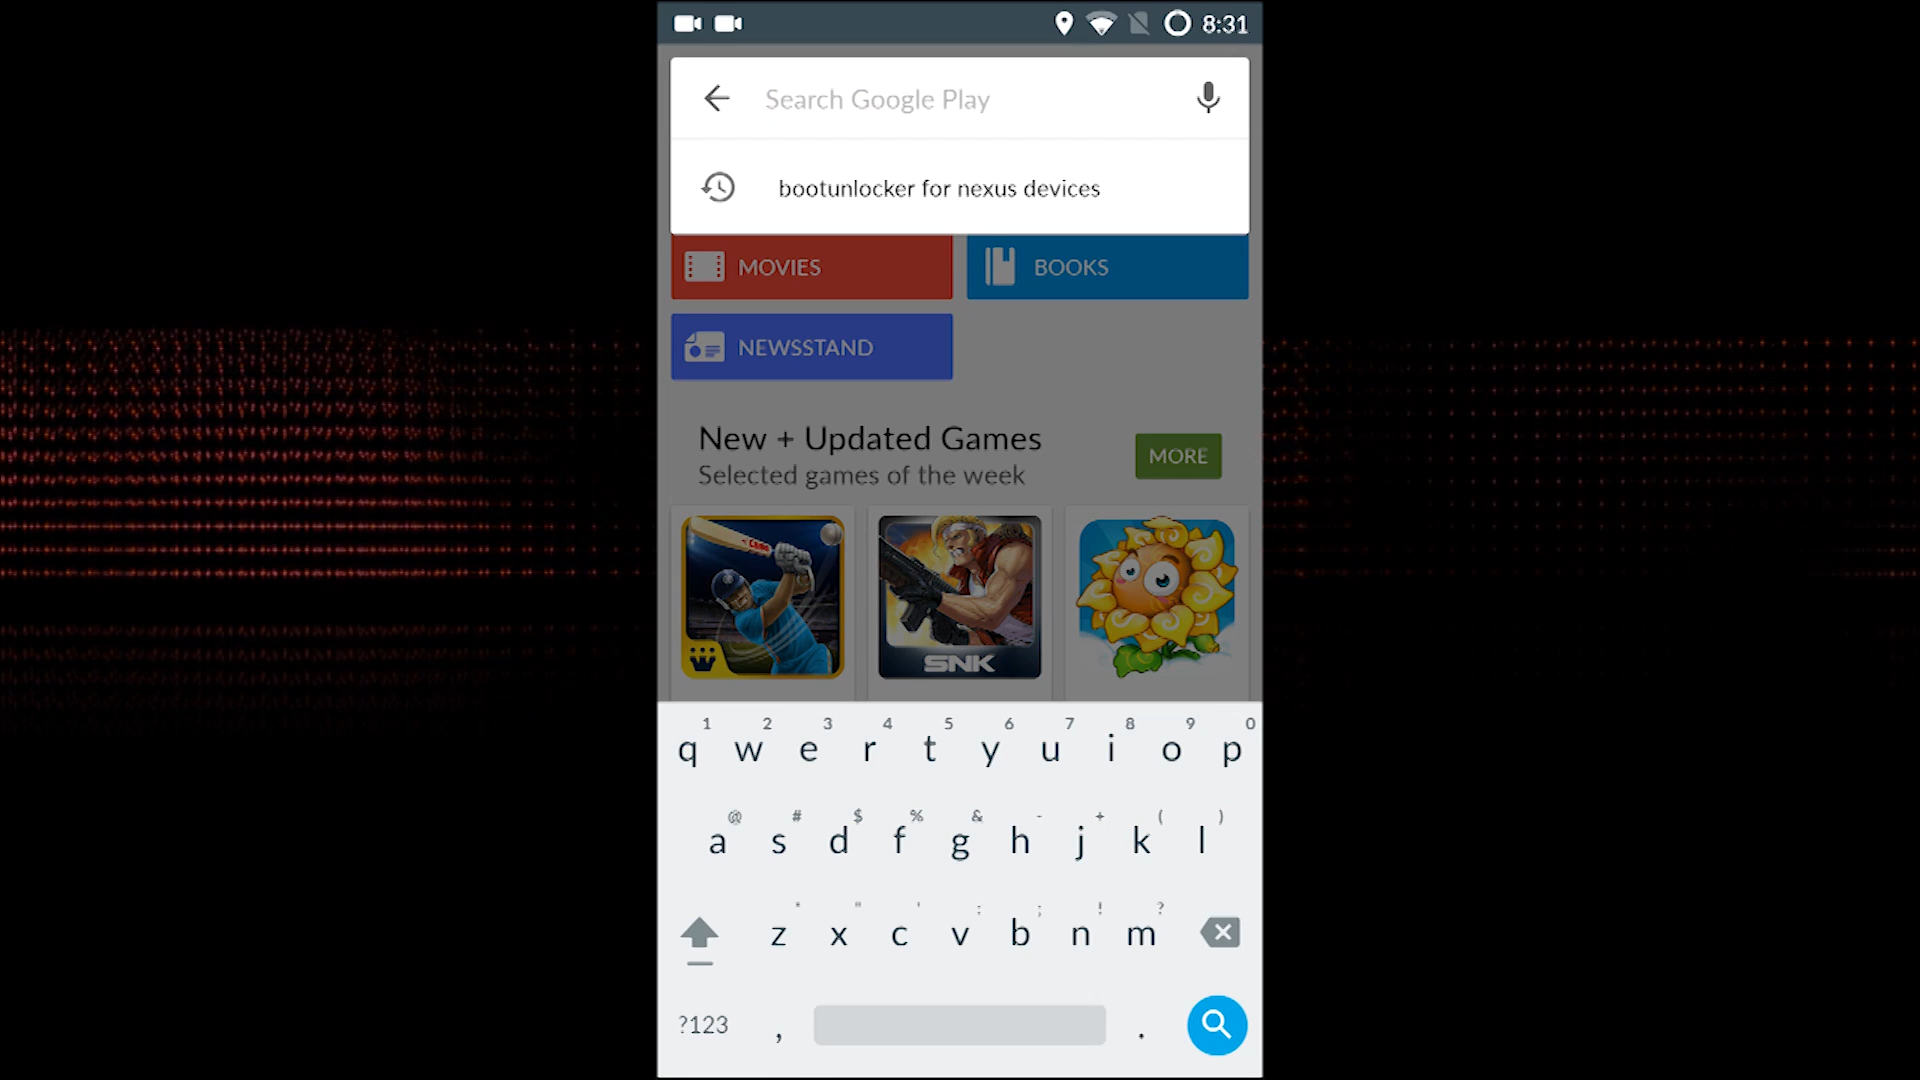 8:31
Search Google Play
bootunlocker for nexus devices
MOVIES
BOOKS
NEWSSTAND
New + Updated Games
MORE
Selected games of the week
SNK
1 2 3 4 5 6 7 8 9 0
q w e r t y u i o p
@ # $ % & - + ( )
a s d f g h j k l
* " ' : ; ! ?
z x c v b n m
?123 , .